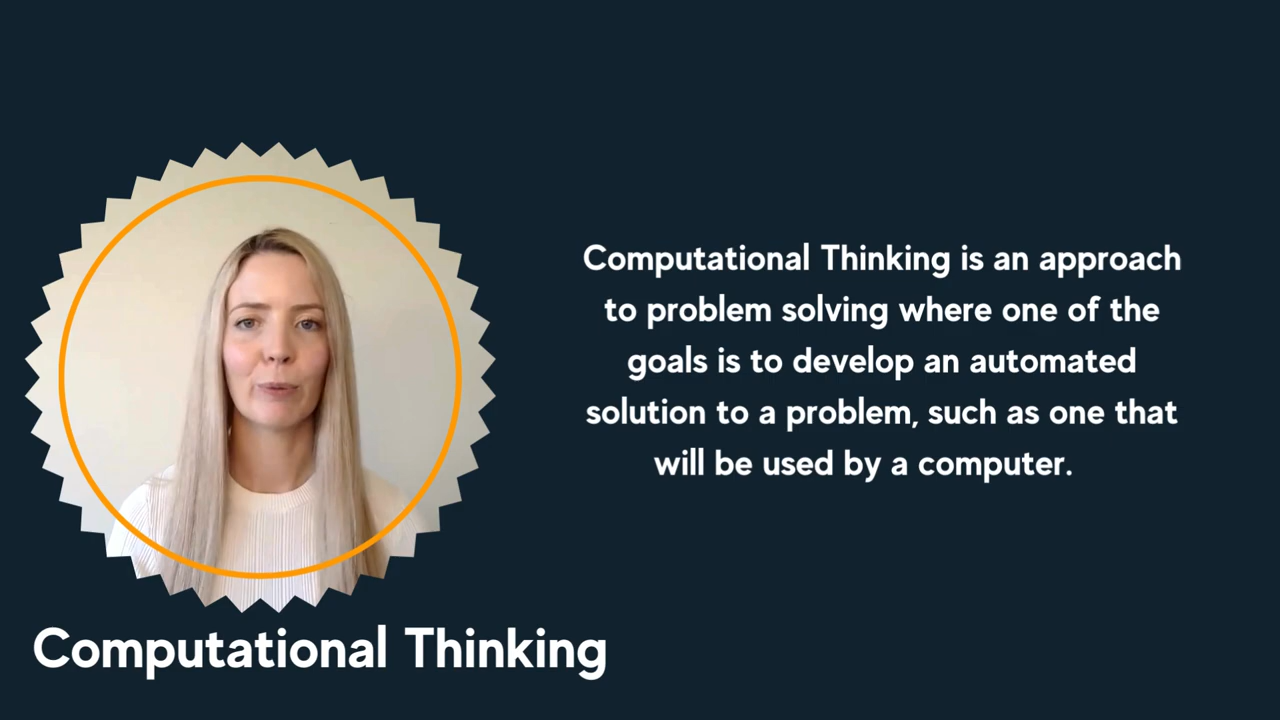 Computational Thinking is an approach
to problem solving where one of the
goals is to develop an automated
solution to a problem, such as one that
will be used by a computer.
Computational Thinking